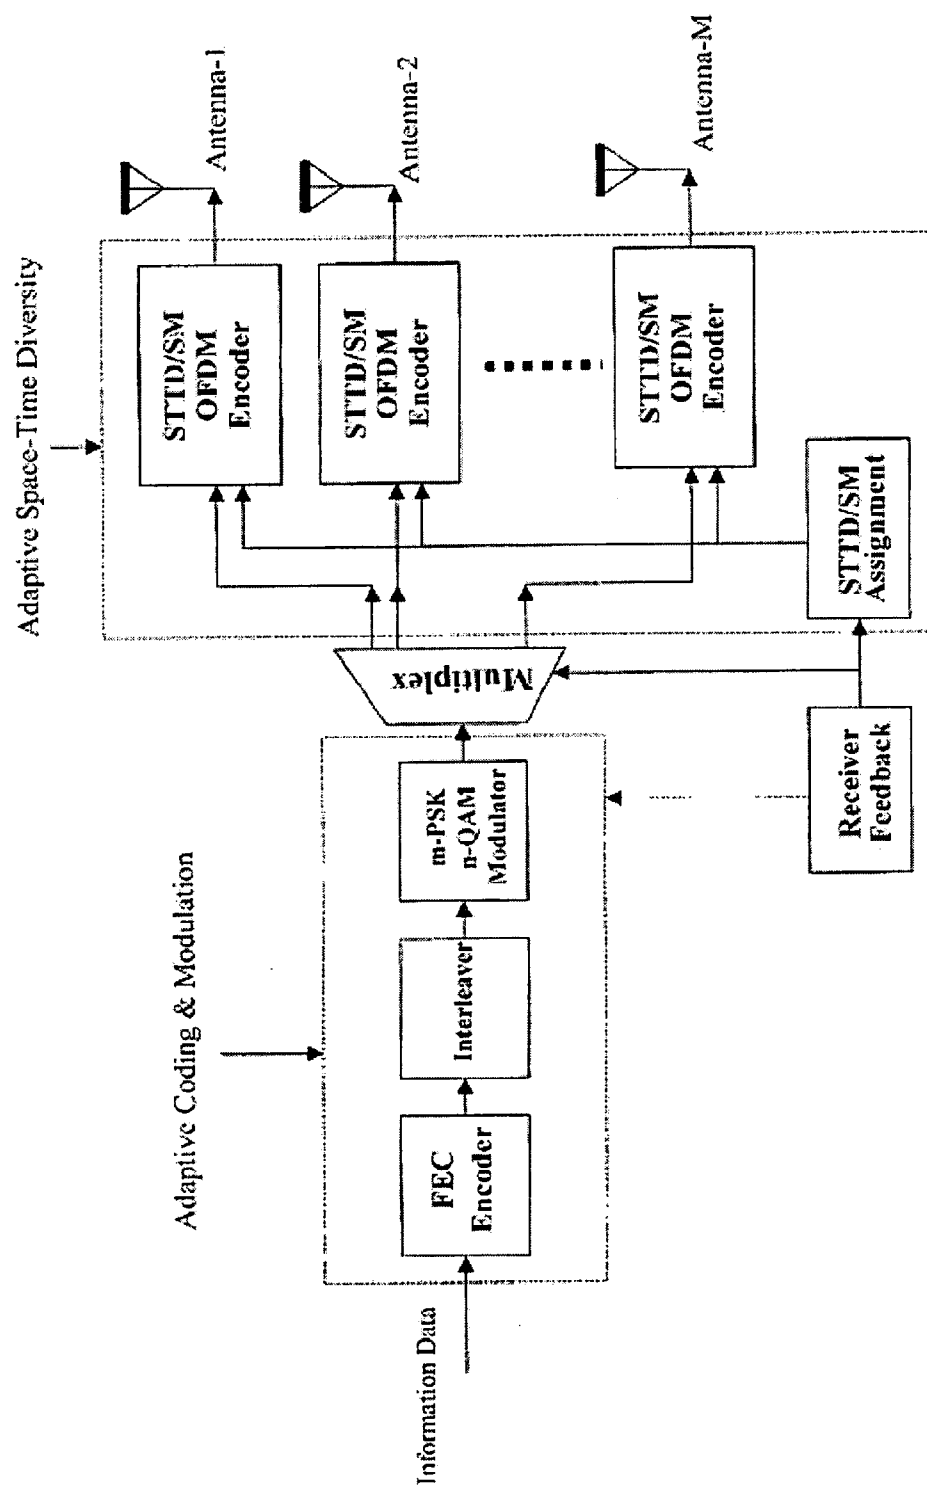 Adaptive Coding & Modulation
Adaptive Space-Time Diversity
Information Data
FEC
Encoder
Interleaver
m-PSK
n-QAM
Modulator
Multiplex
STTD/SM
OFDM
Encoder
Antenna-1
STTD/SM
OFDM
Encoder
Antenna-2
STTD/SM
OFDM
Encoder
Antenna-M
Receiver
Feedback
STTD/SM
Assignment